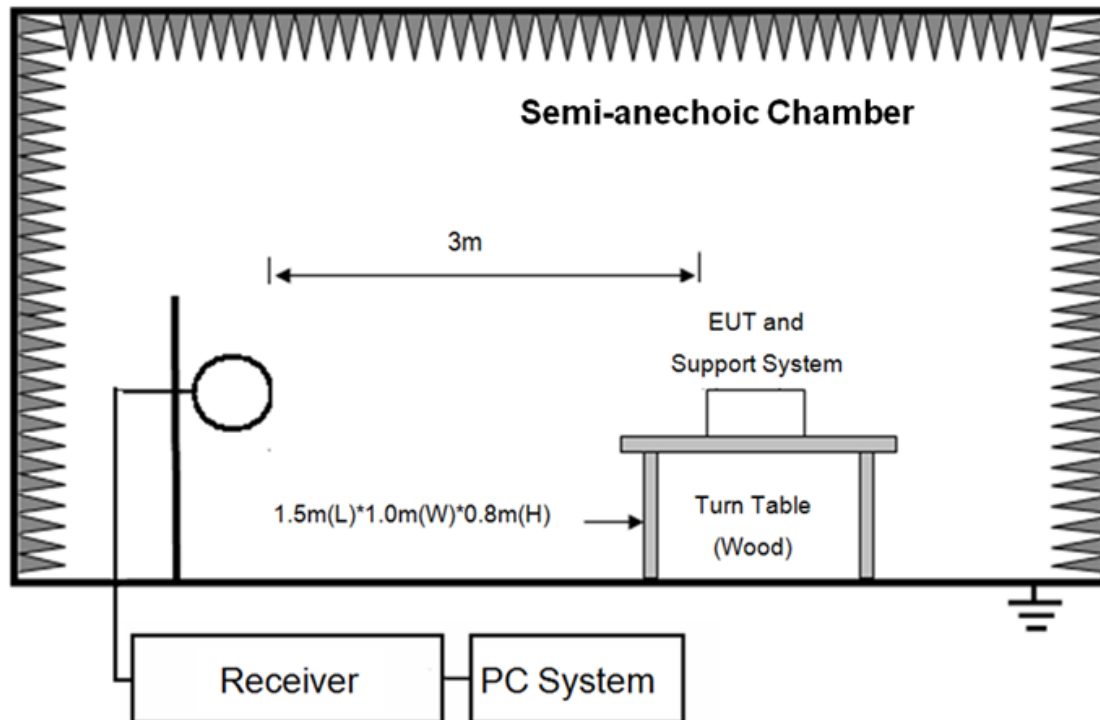 Semi-anechoic Chamber
3m
EUT and
Support System
1.5m(L)*1.0m(W)*0.8m(H)
Turn Table
(Wood)
Receiver
PC System